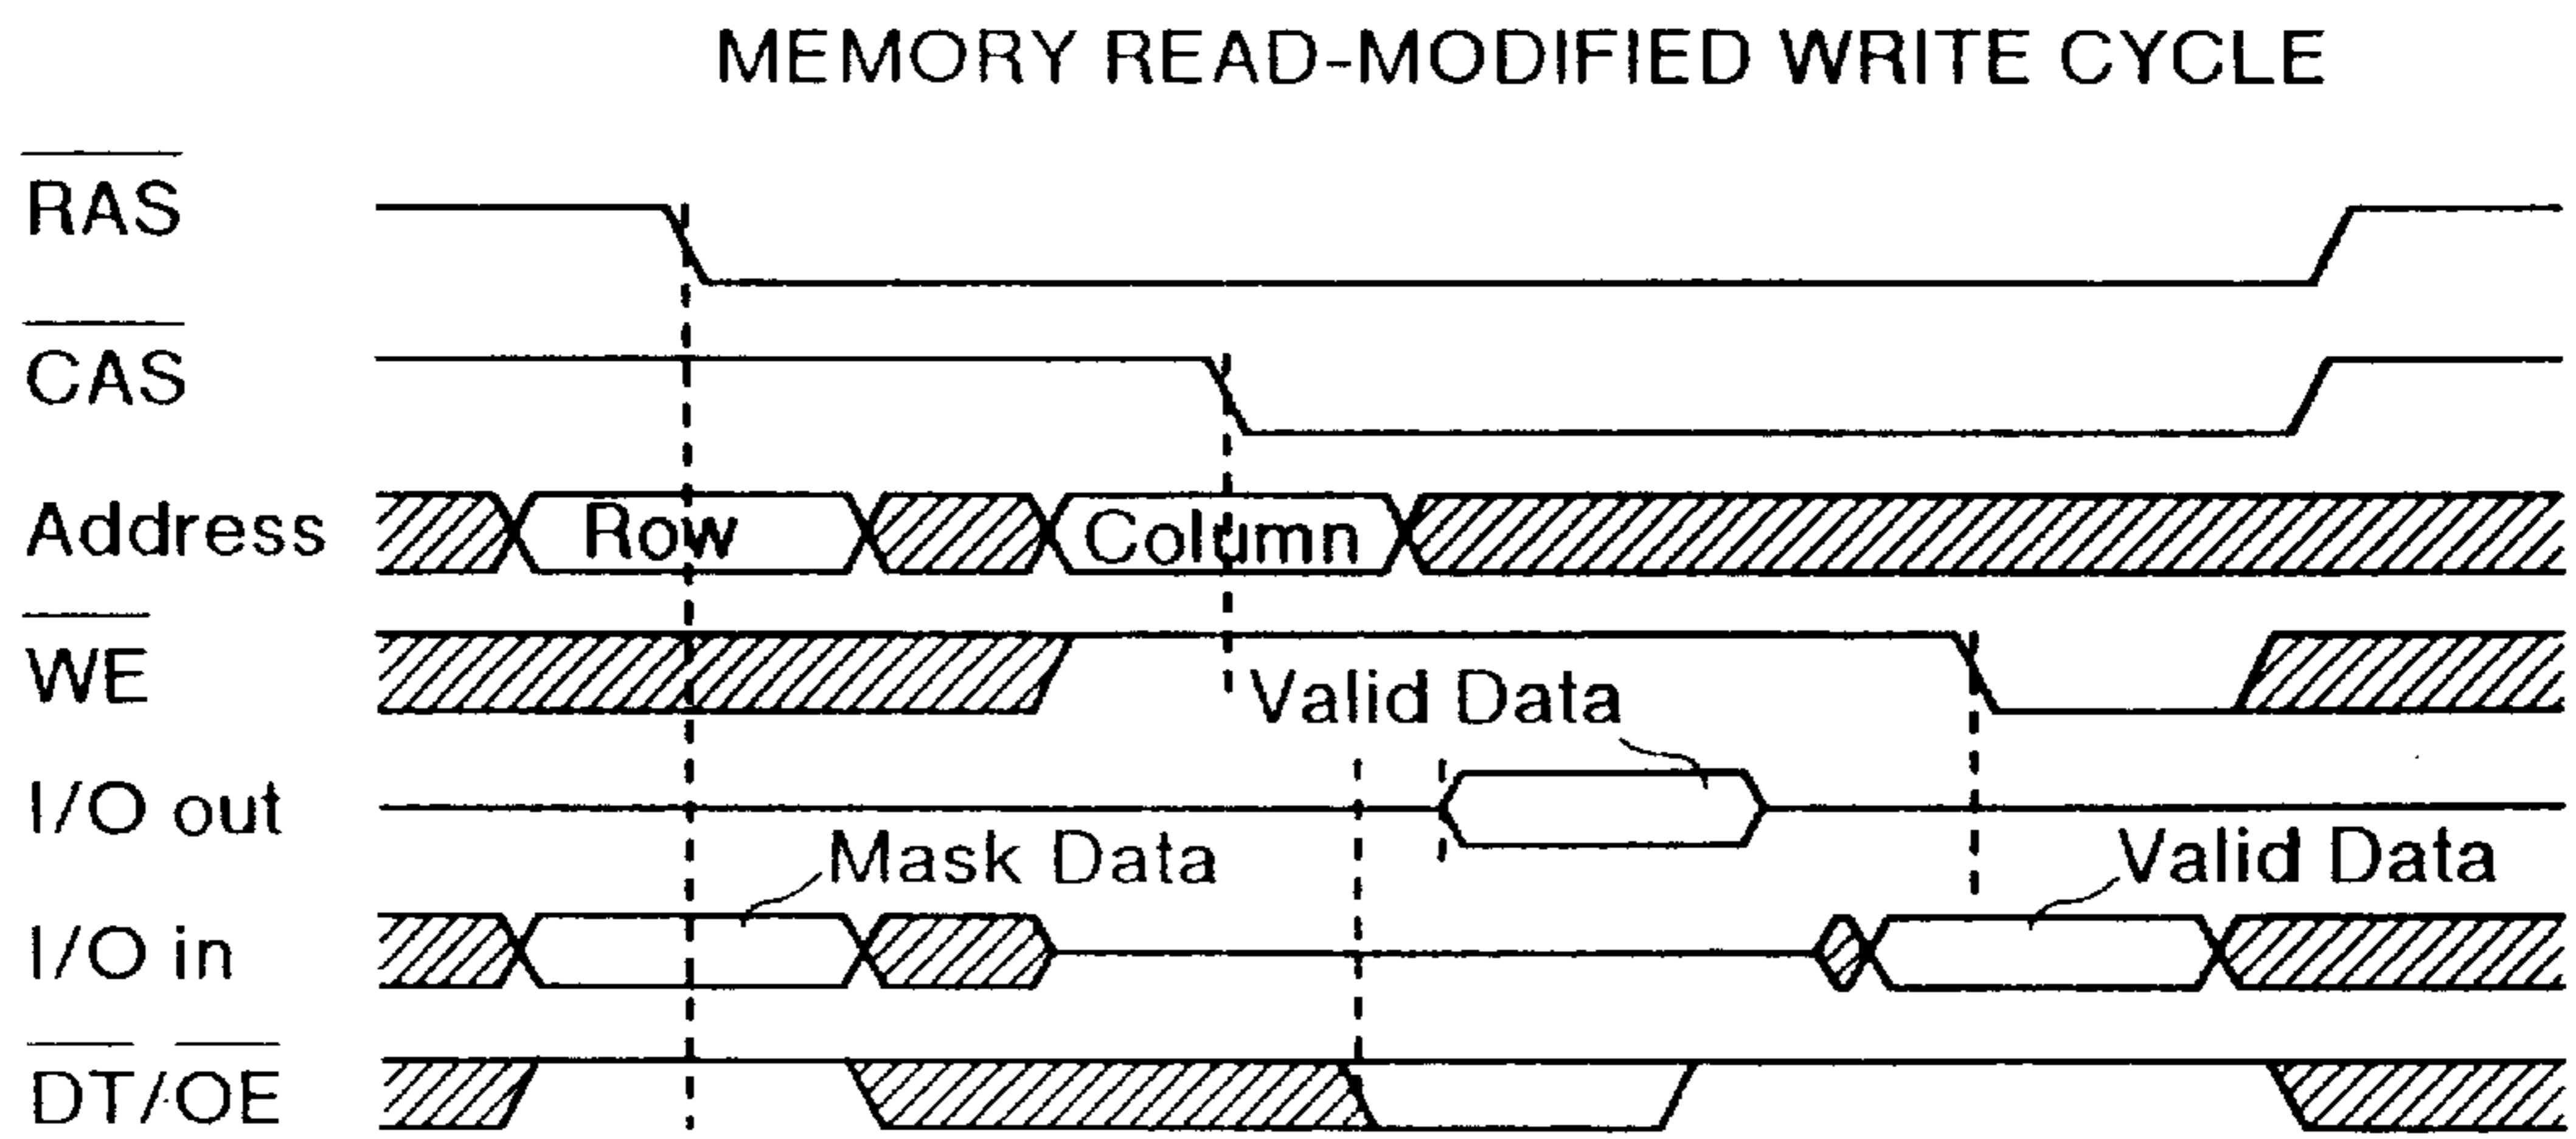 MEMORY READ-MODIFIED WRITE CYCLE
RAS
CAS
Address
Row
Column
WE
Valid Data
I/O out
Mask Data
Valid Data
I/O in
DT/OE